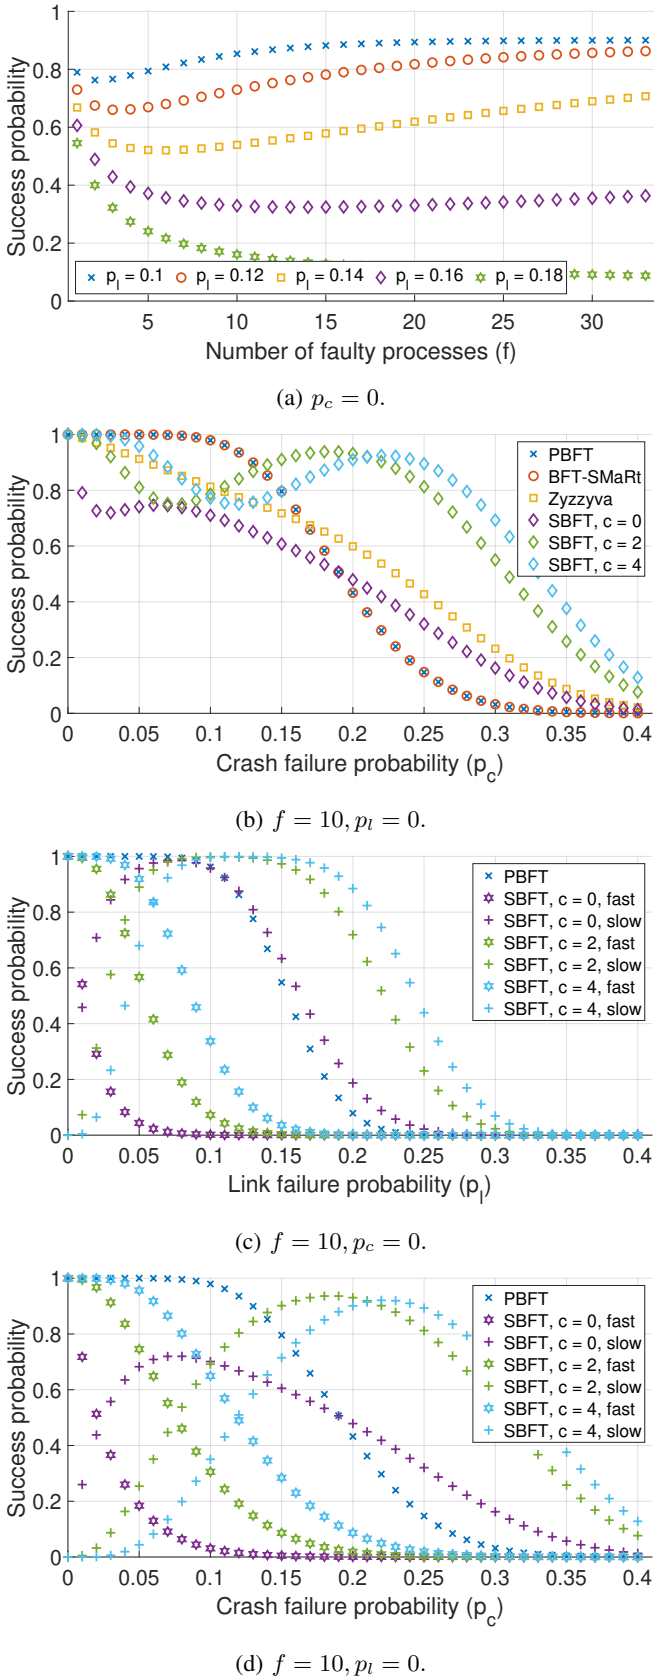 1
0.8
0.6
0.4
0.2
0
Success probability
p_l = 0.1 p_l = 0.12 p_l = 0.14 p_l = 0.16 p_l = 0.18
5 10 15 20 25 30
Number of faulty processes (f)
(a) p_c = 0.
1
0.8
0.6
0.4
0.2
0
Success probability
PBFT
BFT-SMaRt
Zyzzyva
SBFT, c = 0
SBFT, c = 2
SBFT, c = 4
0 0.05 0.1 0.15 0.2 0.25 0.3 0.35 0.4
Crash failure probability (p_c)
(b) f = 10, p_l = 0.
1
0.8
0.6
0.4
0.2
0
Success probability
PBFT
SBFT, c = 0, fast
SBFT, c = 0, slow
SBFT, c = 2, fast
SBFT, c = 2, slow
SBFT, c = 4, fast
SBFT, c = 4, slow
0 0.05 0.1 0.15 0.2 0.25 0.3 0.35 0.4
Link failure probability (p_l)
(c) f = 10, p_c = 0.
1
0.8
0.6
0.4
0.2
0
Success probability
PBFT
SBFT, c = 0, fast
SBFT, c = 0, slow
SBFT, c = 2, fast
SBFT, c = 2, slow
SBFT, c = 4, fast
SBFT, c = 4, slow
0 0.05 0.1 0.15 0.2 0.25 0.3 0.35 0.4
Crash failure probability (p_c)
(d) f = 10, p_l = 0.